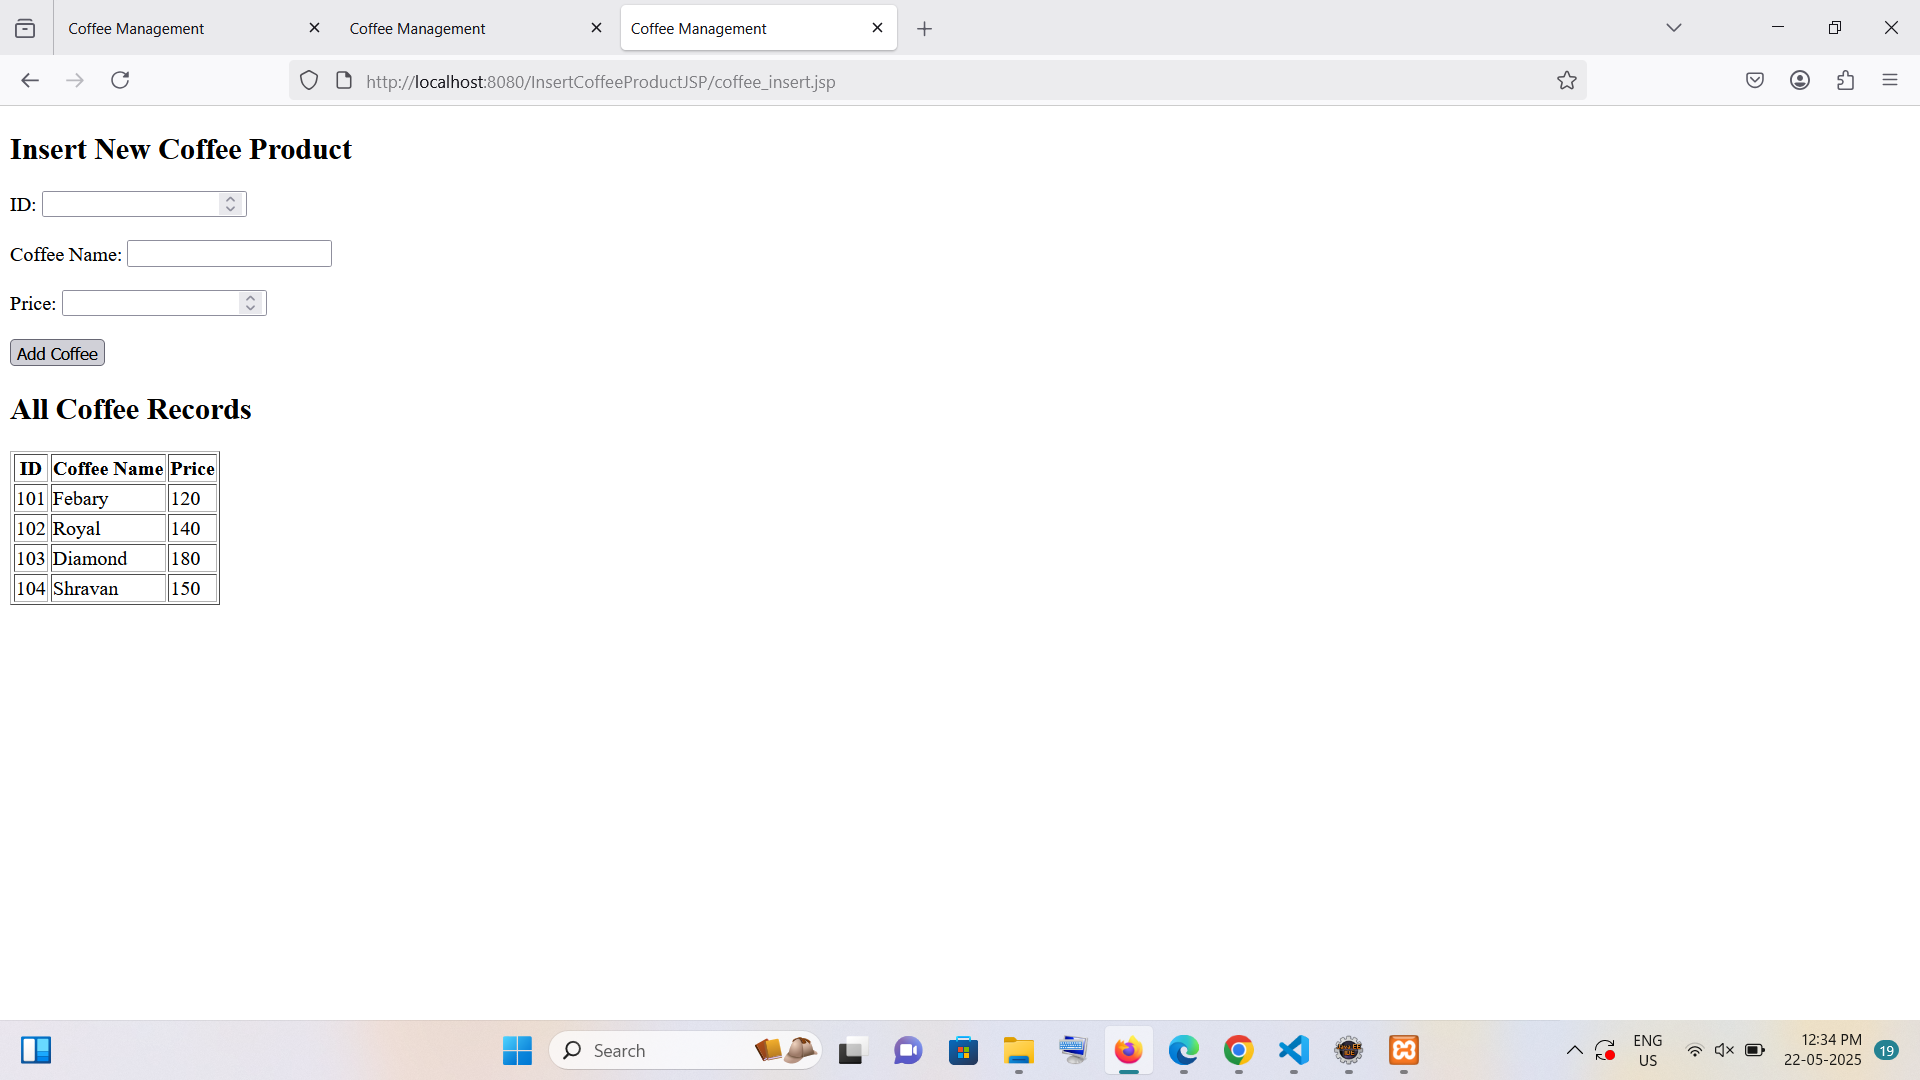 Coffee Management
Coffee Management
Coffee Management
http://localhost:8080/InsertCoffeeProductJSP/coffee_insert.jsp
Insert New Coffee Product
ID:
Coffee Name:
Price:
Add Coffee
All Coffee Records
ID Coffee Name Price
101 Febary 120
102 Royal 140
103 Diamond 180
104 Shravan 150
Search
ENG
US
12:34 PM
22-05-2025
19